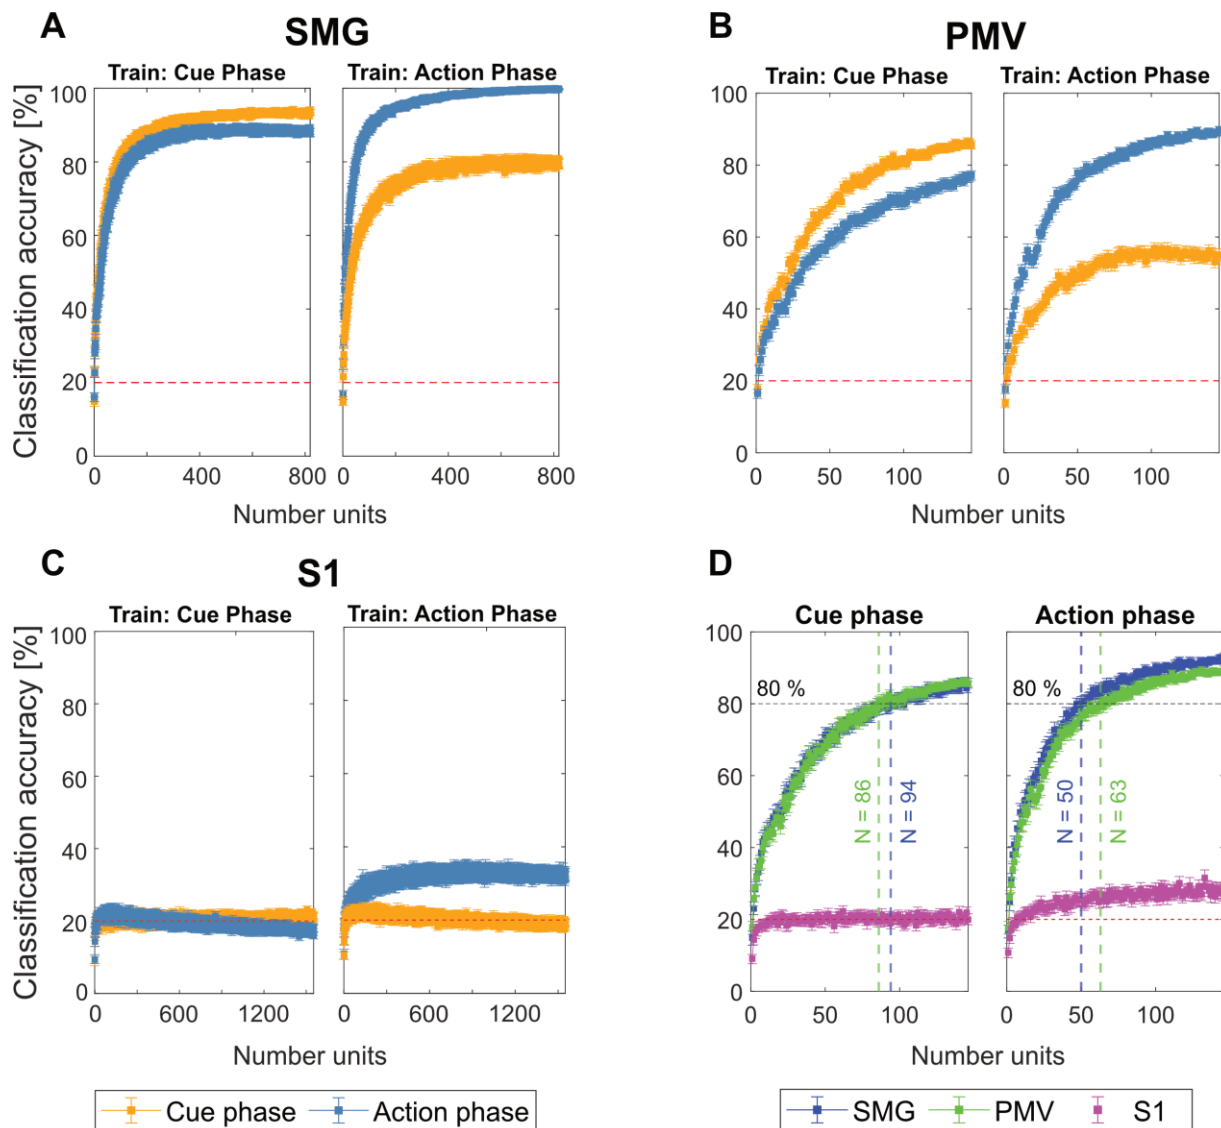 A
SMG
Train: Cue Phase
Train: Action Phase
Classification accuracy [%]
100
80
60
40
20
0
0
400
800
0
400
800
Number units
B
PMV
Train: Cue Phase
Train: Action Phase
100
80
60
40
20
0
0
50
100
0
50
100
Number units
C
S1
Train: Cue Phase
Train: Action Phase
Classification accuracy [%]
100
80
60
40
20
0
0
600
1200
0
600
1200
Number units
Cue phase
Action phase
D
Cue phase
Action phase
100
80
60
40
20
0
80 %
N = 86
N = 94
80 %
N = 50
N = 63
0
50
100
0
50
100
Number units
SMG
PMV
S1